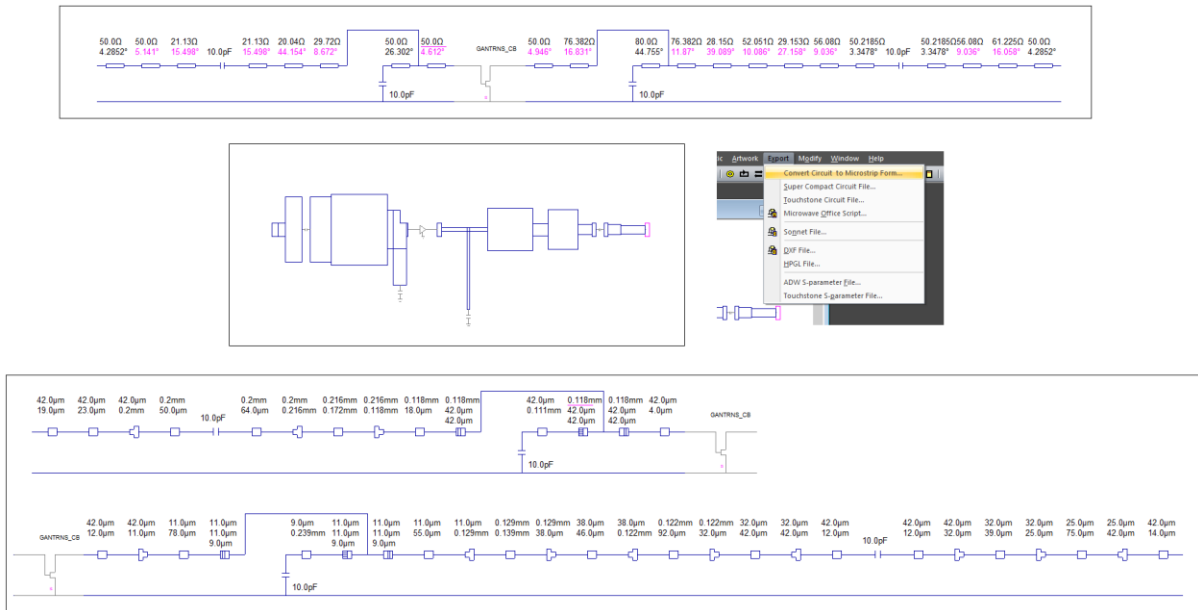 50.0Ω 50.0Ω 21.13Ω 21.13Ω 20.04Ω 29.72Ω 50.0Ω 50.0Ω 50.0Ω 76.382Ω 80.0Ω 76.382Ω 28.15Ω 52.051Ω 29.153Ω 56.08Ω 50.2185Ω 50.2185Ω56.08Ω 61.225Ω 50.0Ω
4.2852° 5.141° 15.498° 10.0pF 15.498° 44.154° 8.672° 26.302° 4.612° GANTRNS_CB 4.946° 16.831° 44.755° 11.87° 39.089° 10.086° 27.158° 9.036° 3.3478° 10.0pF 3.3478° 9.036° 16.058° 4.2852°
10.0pF 10.0pF
Artwork Export Modify Window Help
Convert Circuit to Microstrip Form...
Super Compact Circuit File...
Touchstone Circuit File...
Microwave Office Script...
Sonnet File...
DXF File...
HPGL File...
ADW S-parameter File...
Touchstone S-parameter File...
42.0µm 42.0µm 42.0µm 0.2mm 0.2mm 0.2mm 0.216mm 0.216mm 0.118mm 0.118mm 42.0µm 0.118mm 0.118mm 42.0µm
19.0µm 23.0µm 0.2mm 50.0µm 10.0pF 64.0µm 0.216mm 0.172mm 0.118mm 18.0µm 42.0µm 0.111mm 42.0µm 42.0µm 4.0µm GANTRNS_CB
42.0µm 42.0µm 42.0µm
10.0pF
42.0µm 42.0µm 11.0µm 11.0µm 9.0µm 11.0µm 11.0µm 11.0µm 11.0µm 0.129mm 0.129mm 38.0µm 38.0µm 0.122mm 0.122mm 32.0µm 32.0µm 42.0µm 42.0µm 42.0µm 32.0µm 32.0µm 25.0µm 25.0µm 42.0µm
GANTRNS_CB 12.0µm 11.0µm 78.0µm 11.0µm 0.239mm 11.0µm 11.0µm 55.0µm 0.129mm 0.139mm 38.0µm 46.0µm 0.122mm 92.0µm 32.0µm 42.0µm 42.0µm 12.0µm 10.0pF 12.0µm 32.0µm 39.0µm 25.0µm 75.0µm 42.0µm 14.0µm
9.0µm 9.0µm 9.0µm
10.0pF